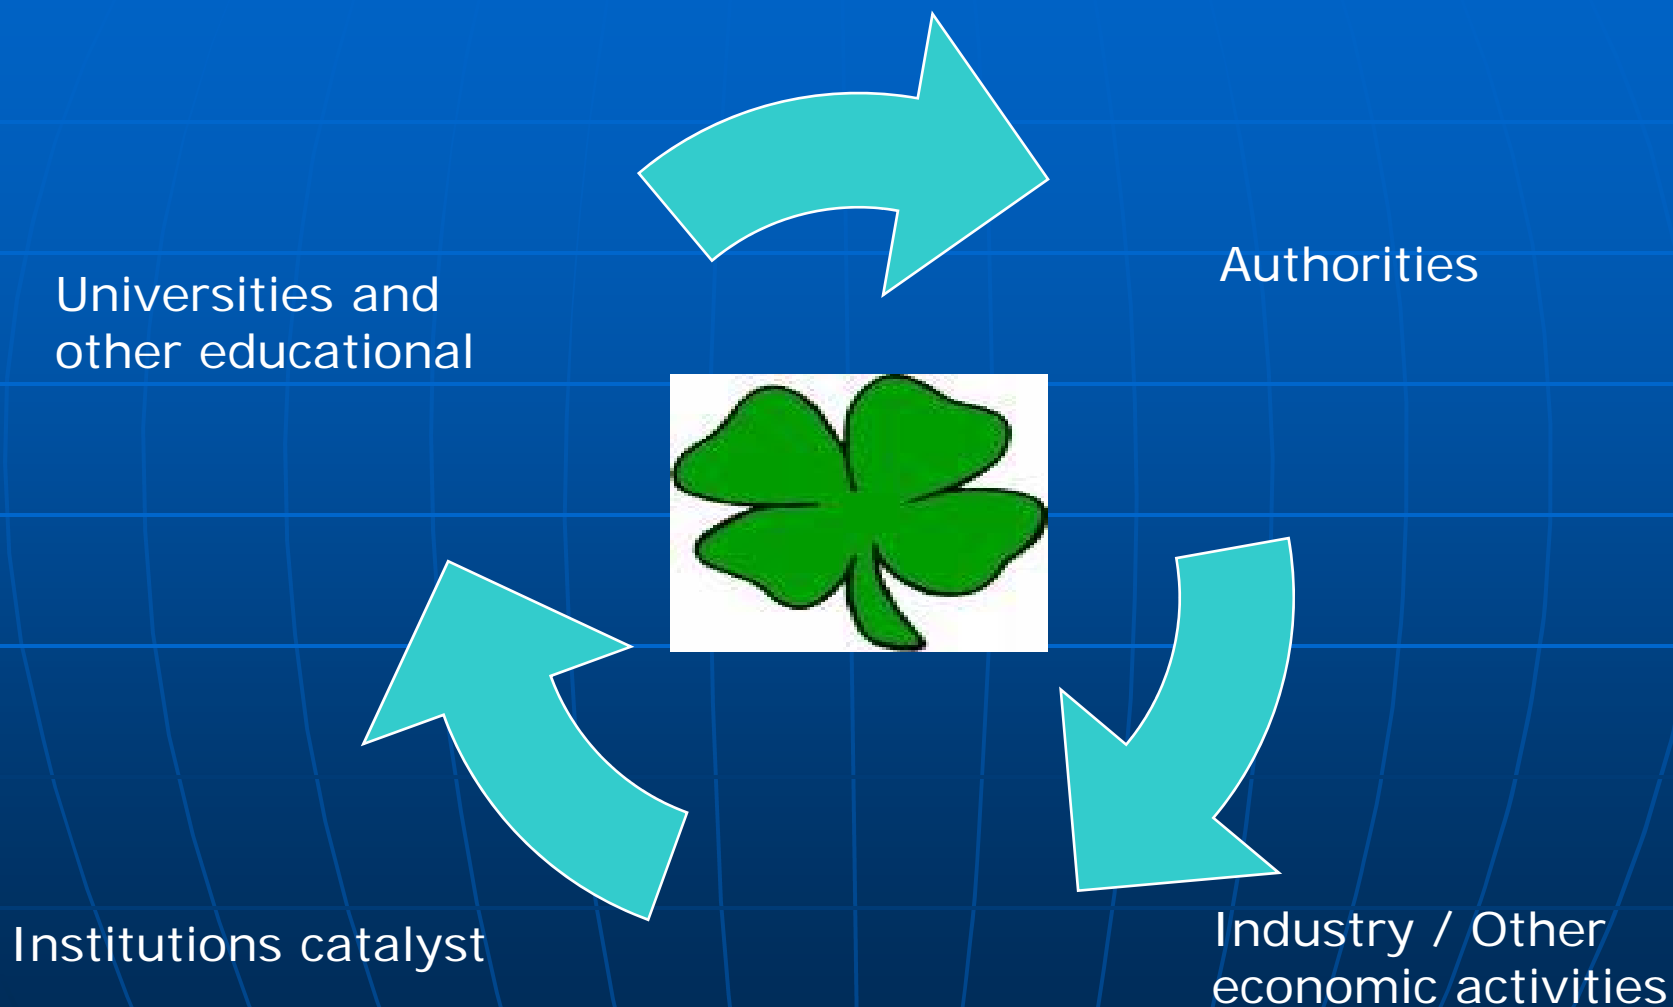 Universities and
other educational
Authorities
Institutions catalyst
Industry / Other
economic activities